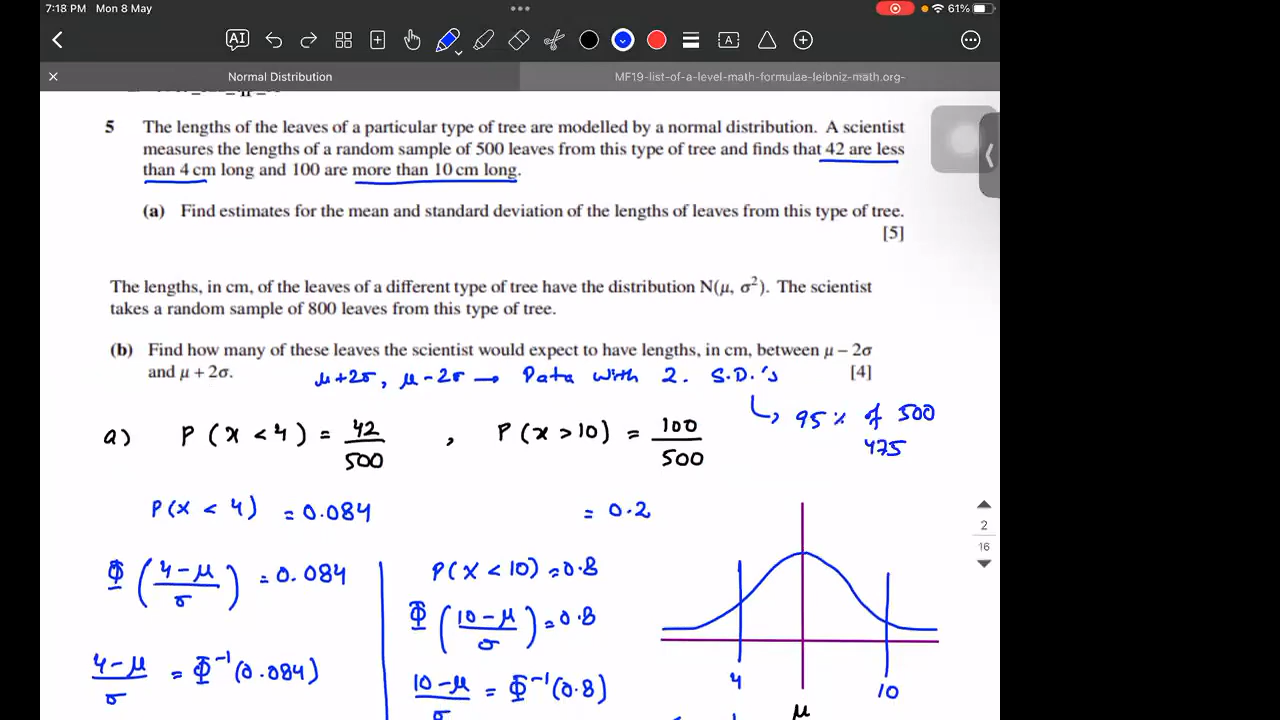 7:18 PM Mon 8 May
61%
AI
A
Normal Distribution
MF19-list-of-a-level-math-formulae-leibniz-math.org-
5 The lengths of the leaves of a particular type of tree are modelled by a normal distribution. A scientist
measures the lengths of a random sample of 500 leaves from this type of tree and finds that 42 are less
than 4 cm long and 100 are more than 10 cm long.
(a) Find estimates for the mean and standard deviation of the lengths of leaves from this type of tree.
[5]
The lengths, in cm, of the leaves of a different type of tree have the distribution N(μ, σ²). The scientist
takes a random sample of 800 leaves from this type of tree.
(b) Find how many of these leaves the scientist would expect to have lengths, in cm, between μ − 2σ
and μ + 2σ. [4]
μ+2σ, μ-2σ → Data with 2. S.D.'s
↳ 95% of 500
475
a) P(x < 4) = 42/500 , P(x > 10) = 100/500
P(x < 4) = 0.084 = 0.2
Φ((4-μ)/σ) = 0.084
P(x < 10) = 0.8
Φ((10-μ)/σ) = 0.8
(4-μ)/σ = Φ⁻¹(0.084)
(10-μ)/σ = Φ⁻¹(0.8)
4 10
μ
2
16